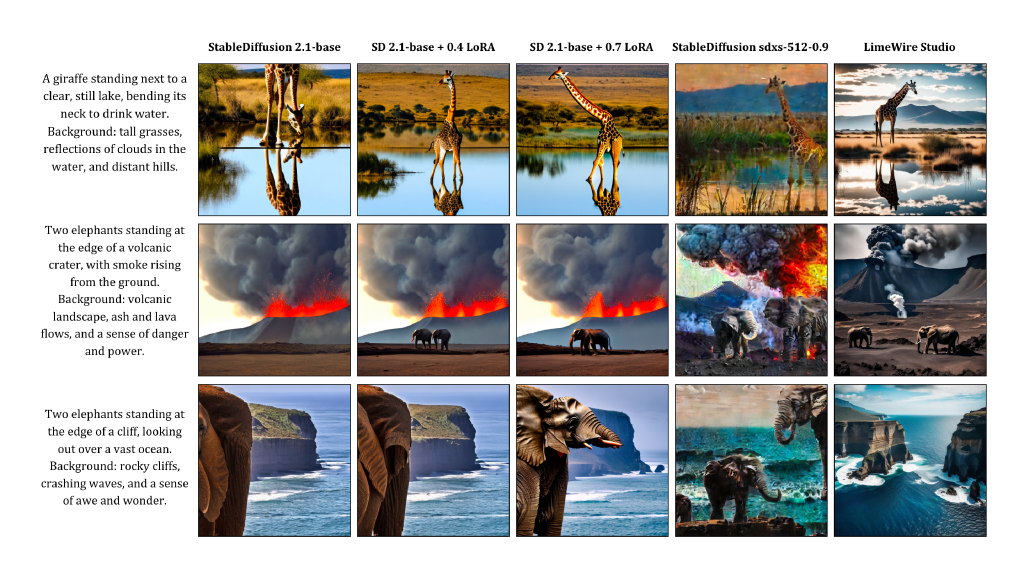 StableDiffusion 2.1-base
SD 2.1-base + 0.4 LoRA
SD 2.1-base + 0.7 LoRA
StableDiffusion sdxs-512-0.9
LimeWire Studio
A giraffe standing next to a
clear, still lake, bending its
neck to drink water.
Background: tall grasses,
reflections of clouds in the
water, and distant hills.
Two elephants standing at
the edge of a volcanic
crater, with smoke rising
from the ground.
Background: volcanic
landscape, ash and lava
flows, and a sense of danger
and power.
Two elephants standing at
the edge of a cliff, looking
out over a vast ocean.
Background: rocky cliffs,
crashing waves, and a sense
of awe and wonder.